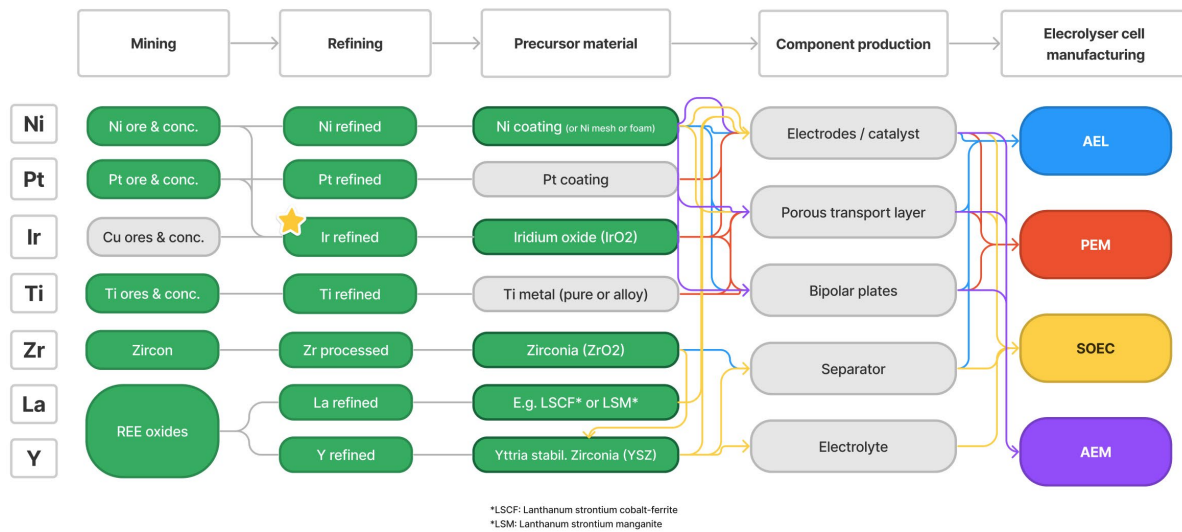 Mining
Refining
Precursor material
Component production
Elecrolyser cell
manufacturing
Ni
Ni ore & conc.
Ni refined
Ni coating (or Ni mesh or foam)
Electrodes / catalyst
AEL
Pt
Pt ore & conc.
Pt refined
Pt coating
Porous transport layer
Ir
Cu ores & conc.
Ir refined
Iridium oxide (IrO2)
PEM
Ti
Ti ores & conc.
Ti refined
Ti metal (pure or alloy)
Bipolar plates
Zr
Zircon
Zr processed
Zirconia (ZrO2)
Separator
SOEC
La
REE oxides
La refined
E.g. LSCF* or LSM*
Y
Y refined
Yttria stabil. Zirconia (YSZ)
Electrolyte
AEM
*LSCF: Lanthanum strontium cobalt-ferrite
*LSM: Lanthanum strontium manganite